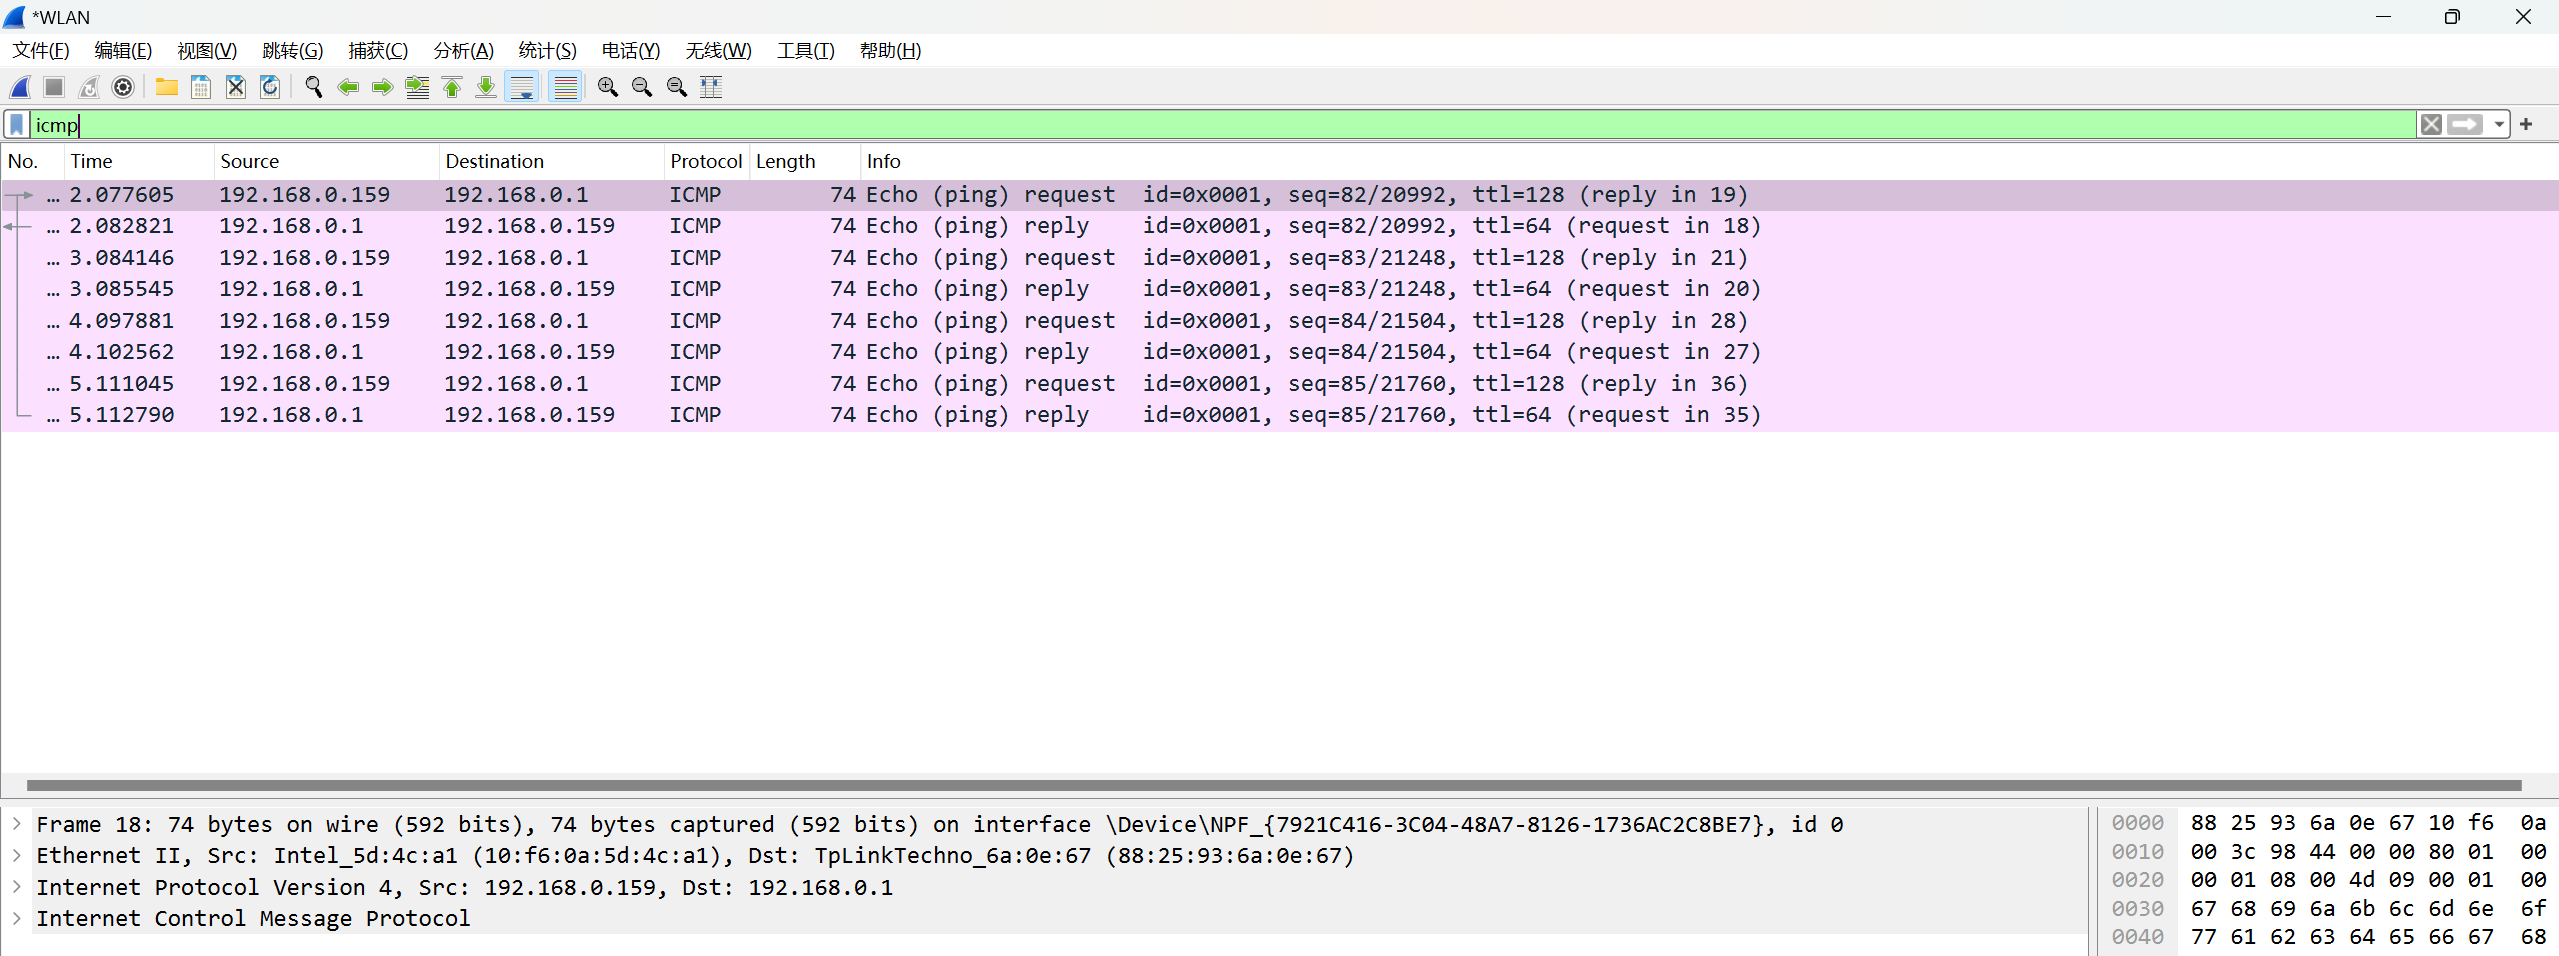 *WLAN
文件(F) 编辑(E) 视图(V) 跳转(G) 捕获(C) 分析(A) 统计(S) 电话(Y) 无线(W) 工具(T) 帮助(H)
icmp
No. Time Source Destination Protocol Length Info
… 2.077605 192.168.0.159 192.168.0.1 ICMP 74 Echo (ping) request id=0x0001, seq=82/20992, ttl=128 (reply in 19)
… 2.082821 192.168.0.1 192.168.0.159 ICMP 74 Echo (ping) reply id=0x0001, seq=82/20992, ttl=64 (request in 18)
… 3.084146 192.168.0.159 192.168.0.1 ICMP 74 Echo (ping) request id=0x0001, seq=83/21248, ttl=128 (reply in 21)
… 3.085545 192.168.0.1 192.168.0.159 ICMP 74 Echo (ping) reply id=0x0001, seq=83/21248, ttl=64 (request in 20)
… 4.097881 192.168.0.159 192.168.0.1 ICMP 74 Echo (ping) request id=0x0001, seq=84/21504, ttl=128 (reply in 28)
… 4.102562 192.168.0.1 192.168.0.159 ICMP 74 Echo (ping) reply id=0x0001, seq=84/21504, ttl=64 (request in 27)
… 5.111045 192.168.0.159 192.168.0.1 ICMP 74 Echo (ping) request id=0x0001, seq=85/21760, ttl=128 (reply in 36)
… 5.112790 192.168.0.1 192.168.0.159 ICMP 74 Echo (ping) reply id=0x0001, seq=85/21760, ttl=64 (request in 35)
Frame 18: 74 bytes on wire (592 bits), 74 bytes captured (592 bits) on interface \Device\NPF_{7921C416-3C04-48A7-8126-1736AC2C8BE7}, id 0
Ethernet II, Src: Intel_5d:4c:a1 (10:f6:0a:5d:4c:a1), Dst: TpLinkTechno_6a:0e:67 (88:25:93:6a:0e:67)
Internet Protocol Version 4, Src: 192.168.0.159, Dst: 192.168.0.1
Internet Control Message Protocol
0000 88 25 93 6a 0e 67 10 f6 0a
0010 00 3c 98 44 00 00 80 01 00
0020 00 01 08 00 4d 09 00 01 00
0030 67 68 69 6a 6b 6c 6d 6e 6f
0040 77 61 62 63 64 65 66 67 68